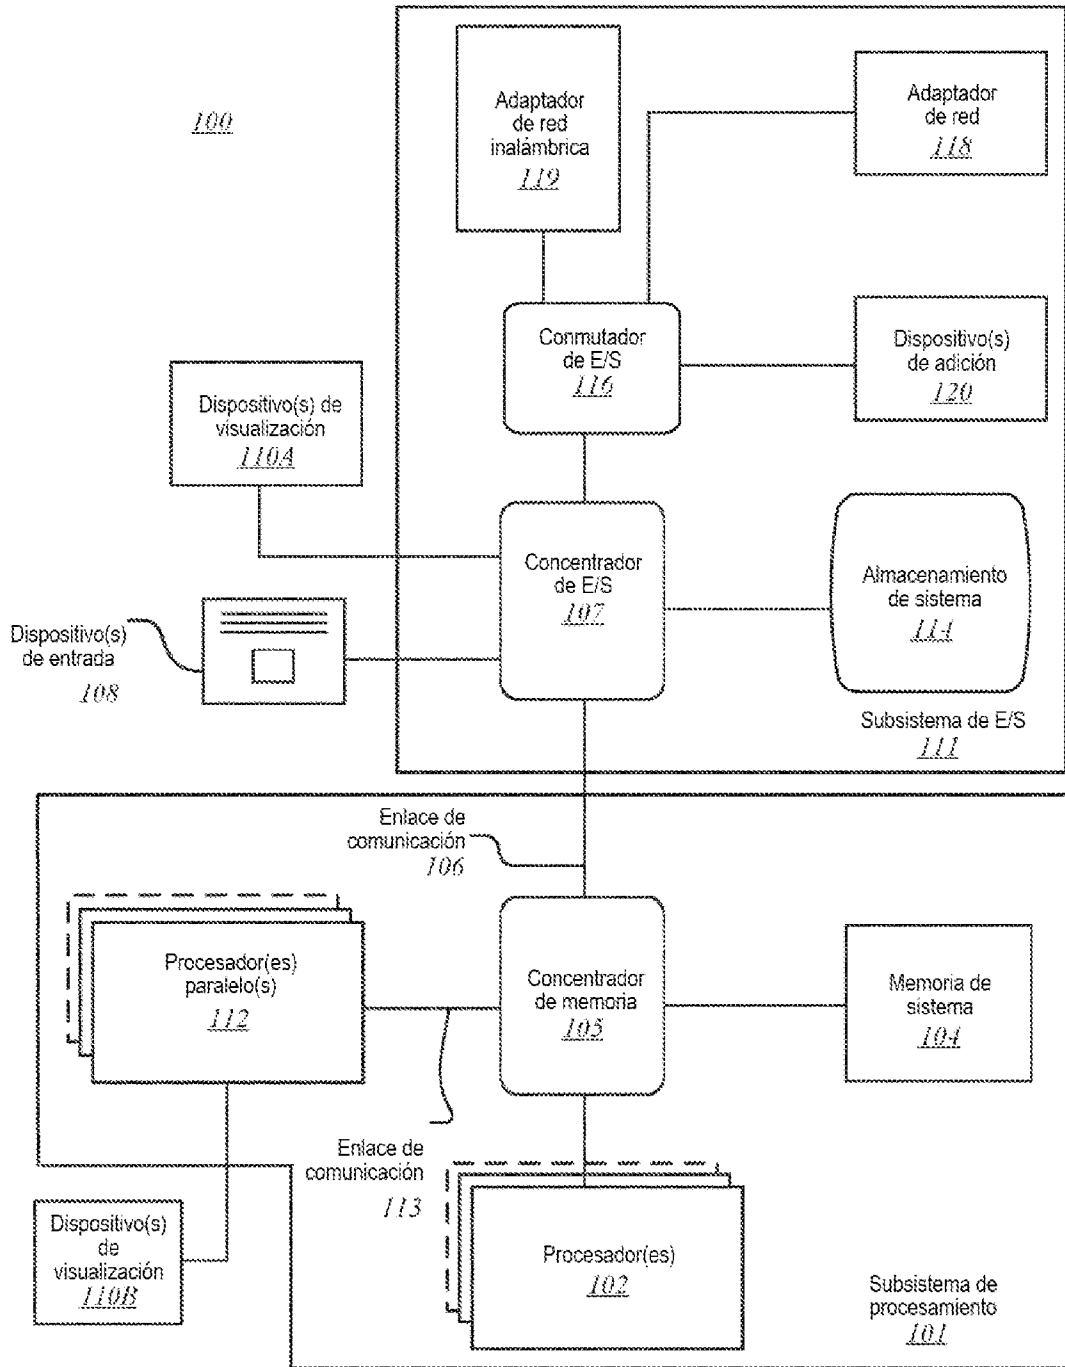 100
Adaptador
de red
inalámbrica
119
Adaptador
de red
118
Conmutador
de E/S
116
Dispositivo(s)
de adición
120
Dispositivo(s) de
visualización
110A
Concentrador
de E/S
107
Almacenamiento
de sistema
114
Dispositivo(s)
de entrada
108
Subsistema de E/S
111
Enlace de
comunicación
106
Procesador(es)
paralelo(s)
112
Concentrador
de memoria
105
Memoria de
sistema
104
Enlace de
comunicación
113
Dispositivo(s)
de
visualización
110B
Procesador(es)
102
Subsistema de
procesamiento
101